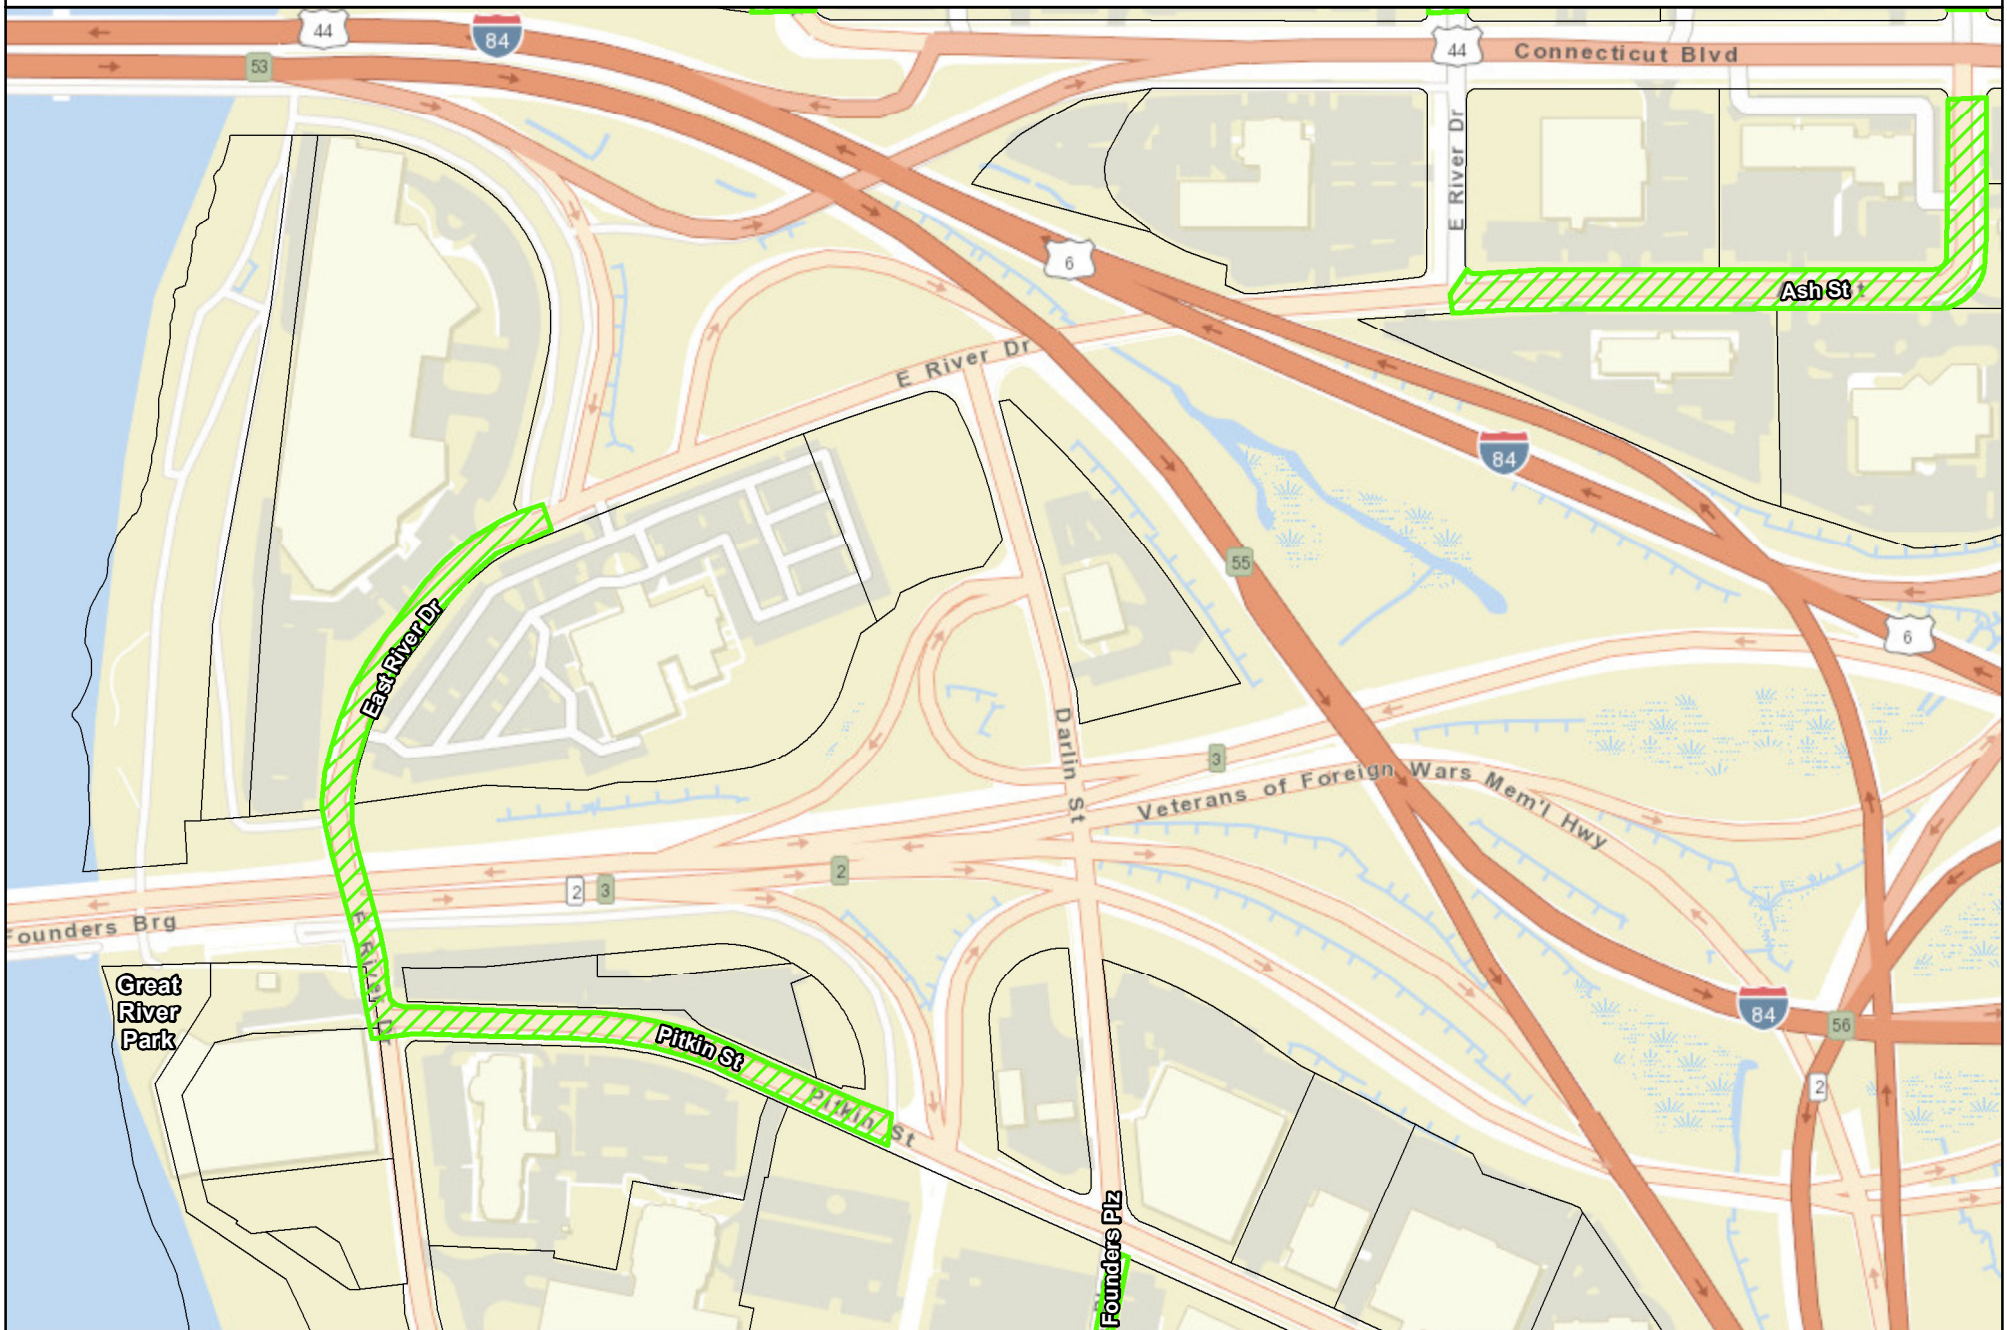 44
84
53
44
Connecticut Blvd
E River Dr
6
Ash St
t
E River Dr
84
55
East River Dr
6
Darlin St
3
Veterans of Foreign Wars Mem'l Hwy
2
2
3
Founders Brg
E River D
Great
River
Park
84
56
Pitkin St
Pitkin St
2
Founders Plz